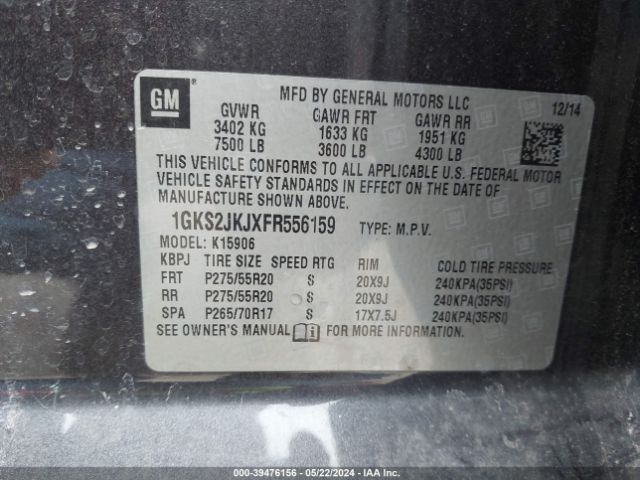 GM
MFD BY GENERAL MOTORS LLC 12/14
GVWR GAWR FRT GAWR RR
3402 KG 1633 KG 1951 KG
7500 LB 3600 LB 4300 LB
THIS VEHICLE CONFORMS TO ALL APPLICABLE U.S. FEDERAL MOTOR
VEHICLE SAFETY STANDARDS IN EFFECT ON THE DATE OF
MANUFACTURE SHOWN ABOVE.
1GKS2JKJXFR556159 TYPE: M.P.V.
MODEL: K15906
KBPJ TIRE SIZE SPEED RTG RIM COLD TIRE PRESSURE
FRT P275/55R20 S 20X9J 240KPA(35PSI)
RR P275/55R20 S 20X9J 240KPA(35PSI)
SPA P265/70R17 S 17X7.5J 240KPA(35PSI)
SEE OWNER'S MANUAL FOR MORE INFORMATION.
000-39476156 - 05/22/2024 - IAA Inc.